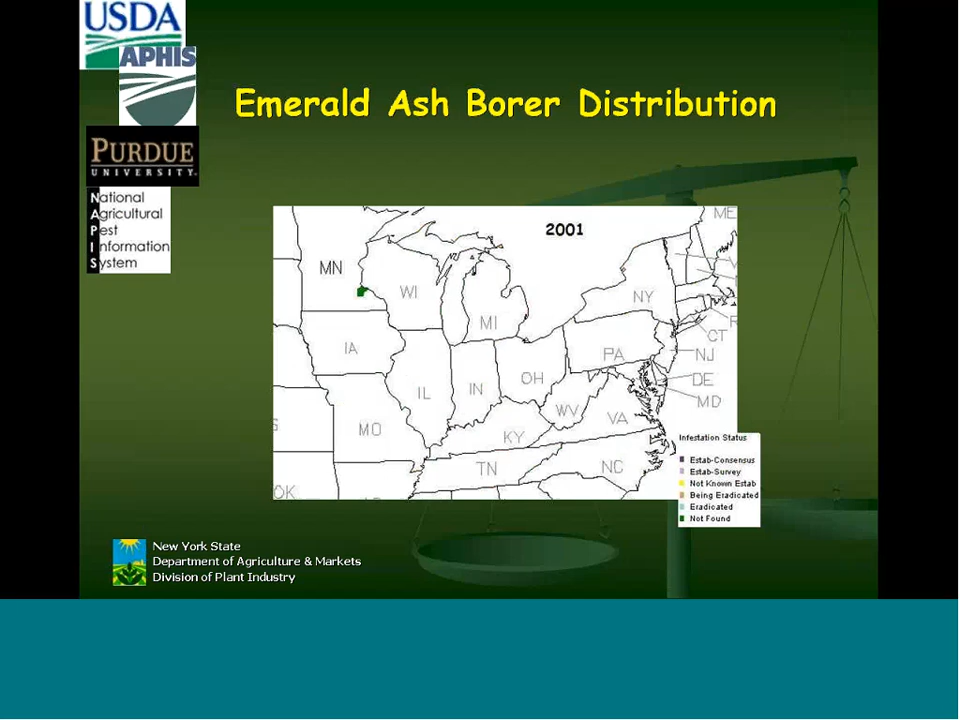 USDA
APHIS
PURDUE
UNIVERSITY.
National
Agricultural
Pest
Information
System
Emerald Ash Borer Distribution
2001
ME
MN
WI
MI
NY
IA
PA
CT
NJ
IL
IN
OH
DE
MD
WV
VA
MO
KY
TN
NC
OK
Infestation Status
Estab-Consensus
Estab-Survey
Not Known Estab
Being Eradicated
Eradicated
Not Found
New York State
Department of Agriculture & Markets
Division of Plant Industry